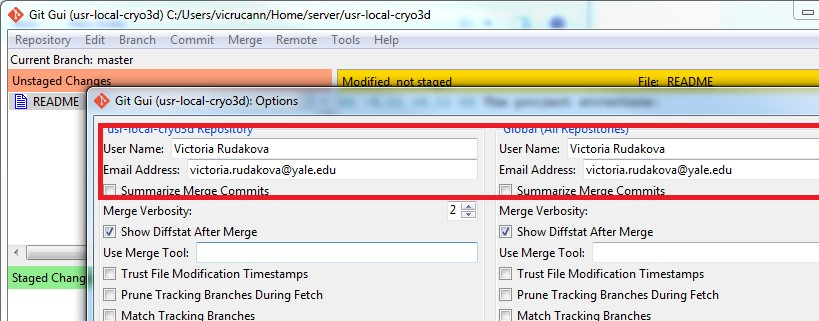 Git Gui (usr-local-cryo3d) C:/Users/vicrucann/Home/server/usr-local-cryo3d
Repository Edit Branch Commit Merge Remote Tools Help
Current Branch: master
Unstaged Changes
Modified, not staged File: README
README
Git Gui (usr-local-cryo3d): Options
usr-local-cryo3d Repository Global (All Repositories)
User Name: Victoria Rudakova User Name: Victoria Rudakova
Email Address: victoria.rudakova@yale.edu Email Address: victoria.rudakova@yale.edu
Summarize Merge Commits Summarize Merge Commits
Merge Verbosity: 2 Merge Verbosity:
Show Diffstat After Merge Show Diffstat After Merge
Use Merge Tool: Use Merge Tool:
Trust File Modification Timestamps Trust File Modification Timestamps
Staged Chang
Prune Tracking Branches During Fetch Prune Tracking Branches During Fetch
Match Tracking Branches Match Tracking Branches